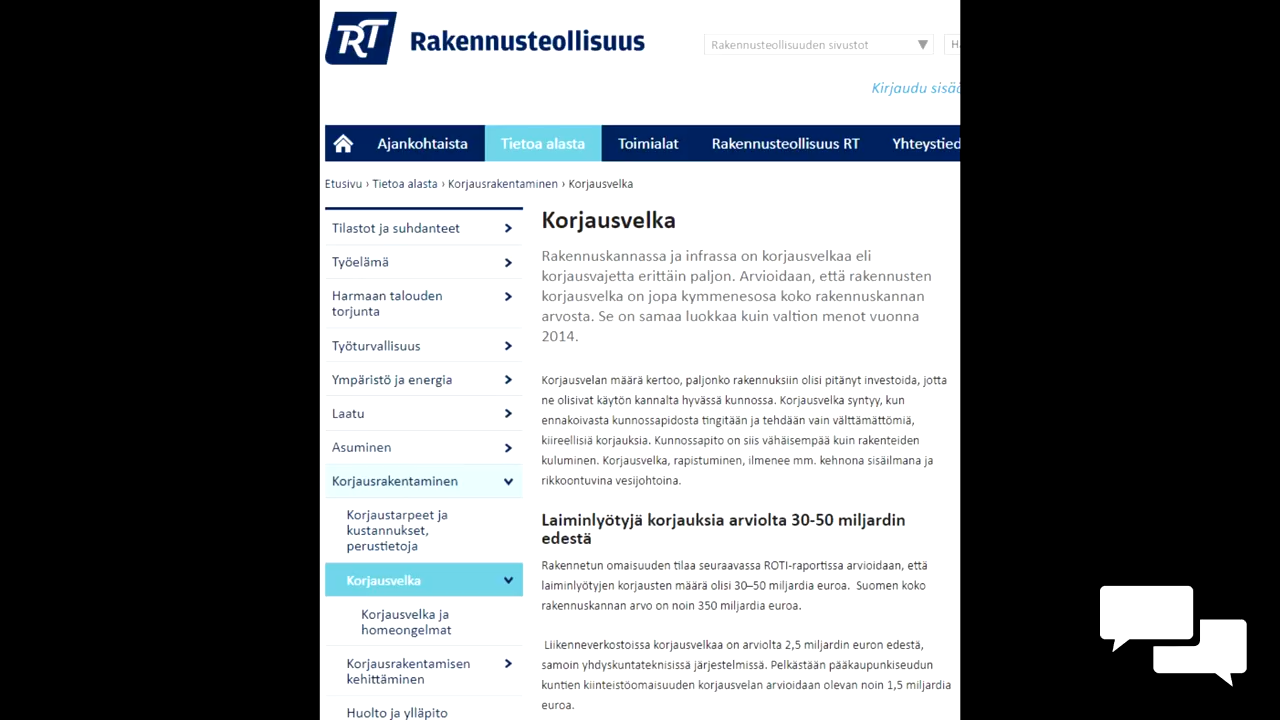 RT Rakennusteollisuus
Rakennusteollisuuden sivustot
Kirjaudu sisää
Ajankohtaista Tietoa alasta Toimialat Rakennusteollisuus RT Yhteystied
Etusivu › Tietoa alasta › Korjausrakentaminen › Korjausvelka
Tilastot ja suhdanteet
Työelämä
Harmaan talouden
torjunta
Työturvallisuus
Ympäristö ja energia
Laatu
Asuminen
Korjausrakentaminen
Korjaustarpeet ja
kustannukset,
perustietoja
Korjausvelka
Korjausvelka ja
homeongelmat
Korjausrakentamisen
kehittäminen
Huolto ja ylläpito
Korjausvelka
Rakennuskannassa ja infrassa on korjausvelkaa eli
korjausvajetta erittäin paljon. Arvioidaan, että rakennusten
korjausvelka on jopa kymmenesosa koko rakennuskannan
arvosta. Se on samaa luokkaa kuin valtion menot vuonna
2014.
Korjausvelan määrä kertoo, paljonko rakennuksiin olisi pitänyt investoida, jotta
ne olisivat käytön kannalta hyvässä kunnossa. Korjausvelka syntyy, kun
ennakoivasta kunnossapidosta tingitään ja tehdään vain välttämättömiä,
kiireellisiä korjauksia. Kunnossapito on siis vähäisempää kuin rakenteiden
kuluminen. Korjausvelka, rapistuminen, ilmenee mm. kehnona sisäilmana ja
rikkoontuvina vesijohtoina.
Laiminlyötyjä korjauksia arviolta 30-50 miljardin
edestä
Rakennetun omaisuuden tilaa seuraavassa ROTI-raportissa arvioidaan, että
laiminlyötyjen korjausten määrä olisi 30–50 miljardia euroa. Suomen koko
rakennuskannan arvo on noin 350 miljardia euroa.
Liikenneverkostoissa korjausvelkaa on arviolta 2,5 miljardin euron edestä,
samoin yhdyskuntateknisissä järjestelmissä. Pelkästään pääkaupunkiseudun
kuntien kiinteistöomaisuuden korjausvelan arvioidaan olevan noin 1,5 miljardia
euroa.